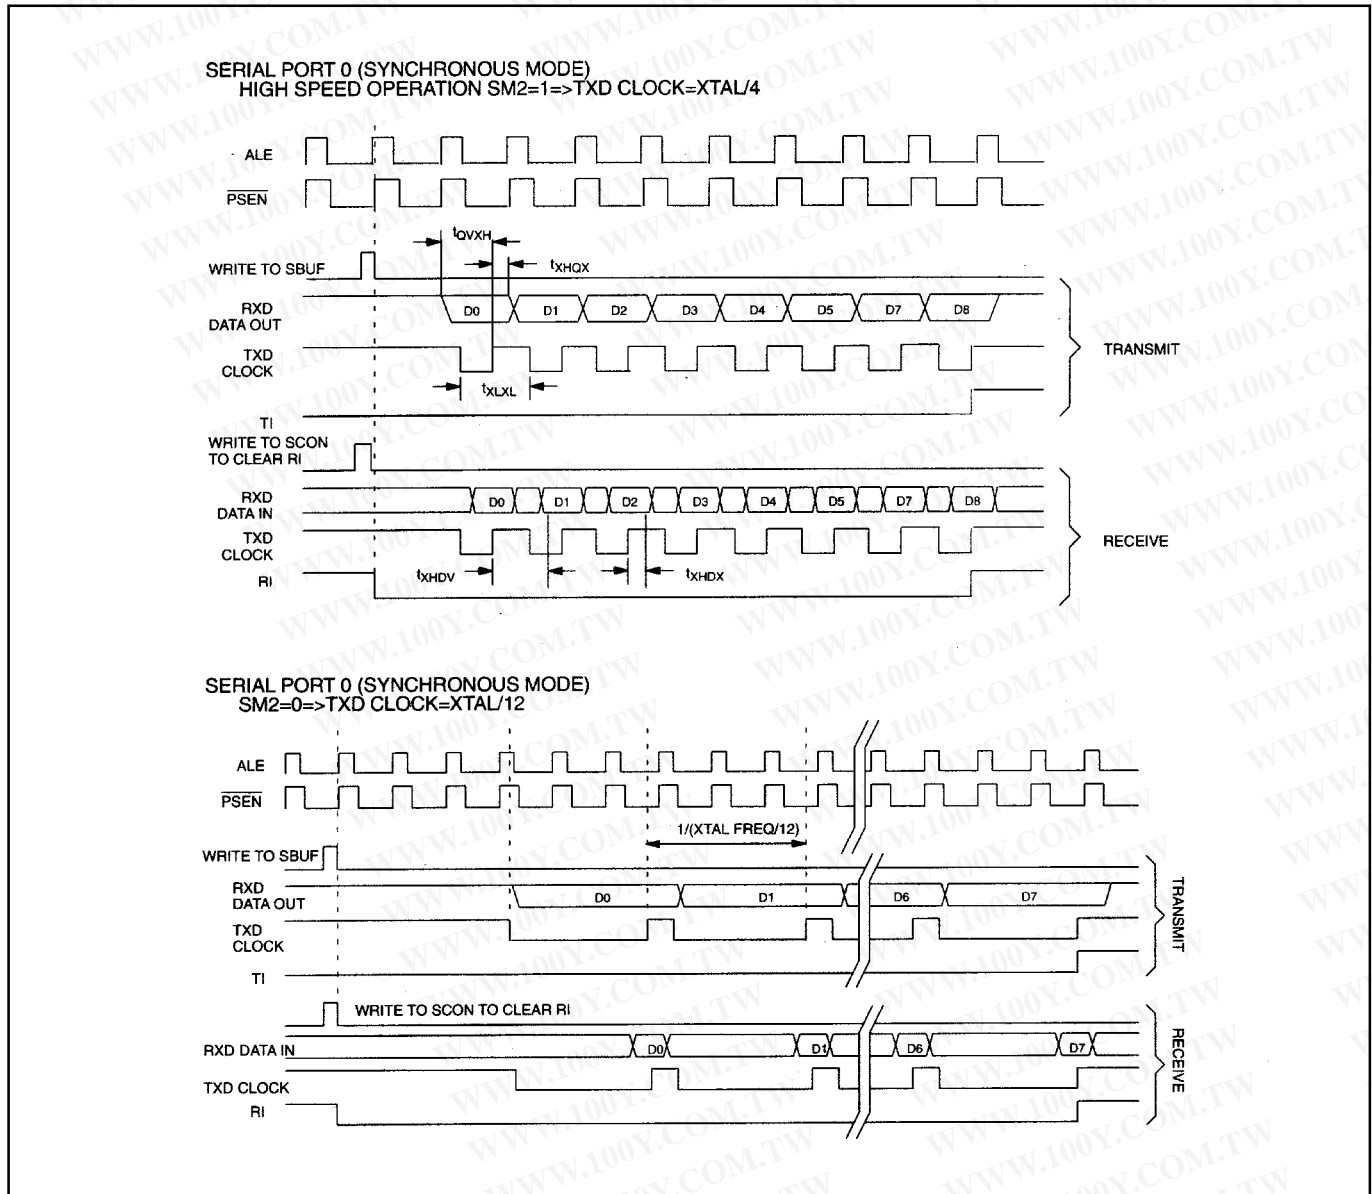 SERIAL PORT 0 (SYNCHRONOUS MODE)
HIGH SPEED OPERATION SM2=1=>TXD CLOCK=XTAL/4
ALE
PSEN
tQVXH
WRITE TO SBUF
tXHQX
RXD
DATA OUT
D0 D1 D2 D3 D4 D5 D7 D8
TXD
CLOCK
TRANSMIT
tXLXL
TI
WRITE TO SCON
TO CLEAR RI
RXD
DATA IN
D0 D1 D2 D3 D4 D5 D7 D8
TXD
CLOCK
RECEIVE
tXHDV
tXHDX
RI
SERIAL PORT 0 (SYNCHRONOUS MODE)
SM2=0=>TXD CLOCK=XTAL/12
ALE
PSEN
1/(XTAL FREQ/12)
WRITE TO SBUF
RXD
DATA OUT
D0 D1 D6 D7
TXD
CLOCK
TRANSMIT
TI
WRITE TO SCON TO CLEAR RI
RXD DATA IN
D0 D1 D6 D7
TXD CLOCK
RECEIVE
RI
WWW.100Y.COM.TW